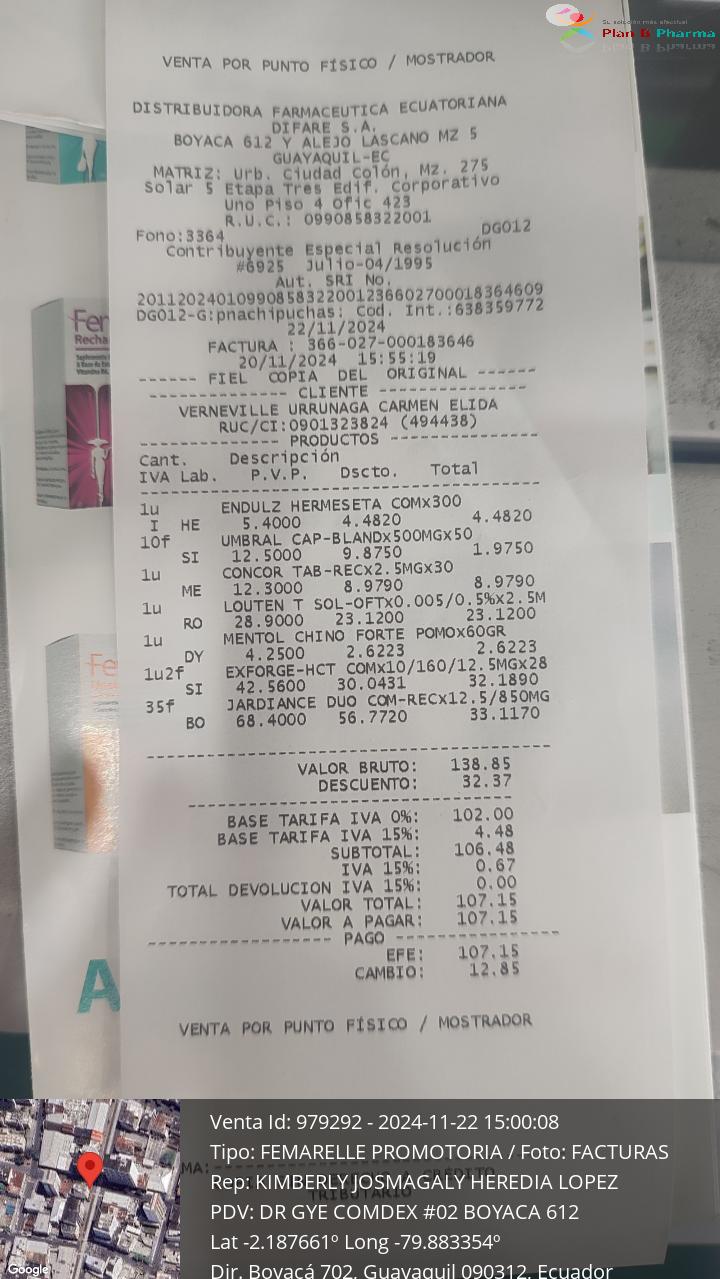 Su solución más efectiva!
Plan B Pharma
VENTA POR PUNTO FÍSICO / MOSTRADOR
DISTRIBUIDORA FARMACEUTICA ECUATORIANA
DIFARE S.A.
BOYACA 612 Y ALEJO LASCANO MZ 5
GUAYAQUIL-EC
MATRIZ: Urb. Ciudad Colón, Mz. 275
Solar 5 Etapa Tres Edif. Corporativo
Uno Piso 4 Ofic 423
R.U.C.: 0990858322001
Fono:3364 DG012
Contribuyente Especial Resolución
#6925 Julio-04/1995
Aut. SRI No.
20112024010990858322001236602700018364609
DG012-G:pnachipuchas: Cod. Int.:638359772
22/11/2024
FACTURA : 366-027-000183646
20/11/2024 15:55:19
------ FIEL COPIA DEL ORIGINAL ------
-------------- CLIENTE ---------------
VERNEVILLE URRUNAGA CARMEN ELIDA
RUC/CI:0901323824 (494438)
-------------- PRODUCTOS ---------------
Cant. Descripción
IVA Lab. P.V.P. Dscto. Total
1u ENDULZ HERMESETA COMx300
I HE 5.4000 4.4820 4.4820
10f UMBRAL CAP-BLANDx500MGx50
SI 12.5000 9.8750 1.9750
1u CONCOR TAB-RECx2.5MGx30
ME 12.3000 8.9790 8.9790
1u LOUTEN T SOL-OFTx0.005/0.5%x2.5M
RO 28.9000 23.1200 23.1200
1u MENTOL CHINO FORTE POMOx60GR
DY 4.2500 2.6223 2.6223
1u2f EXFORGE-HCT COMx10/160/12.5MGx28
SI 42.5600 30.0431 32.1890
35f JARDIANCE DUO COM-RECx12.5/850MG
BO 68.4000 56.7720 33.1170
VALOR BRUTO: 138.85
DESCUENTO: 32.37
BASE TARIFA IVA 0%: 102.00
BASE TARIFA IVA 15%: 4.48
SUBTOTAL: 106.48
IVA 15%: 0.67
TOTAL DEVOLUCION IVA 15%: 0.00
VALOR TOTAL: 107.15
VALOR A PAGAR: 107.15
------------------ PAGO ----------------
EFE: 107.15
CAMBIO: 12.85
VENTA POR PUNTO FÍSICO / MOSTRADOR
Fem
Recha
Fe
A
Venta Id: 979292 - 2024-11-22 15:00:08
Tipo: FEMARELLE PROMOTORIA / Foto: FACTURAS
Rep: KIMBERLY JOSMAGALY HEREDIA LOPEZ
PDV: DR GYE COMDEX #02 BOYACA 612
Lat -2.187661º Long -79.883354º
Dir. Boyacá 702, Guayaquil 090312, Ecuador
MA:
CRÉDITO
TRIBUTARIO
Google